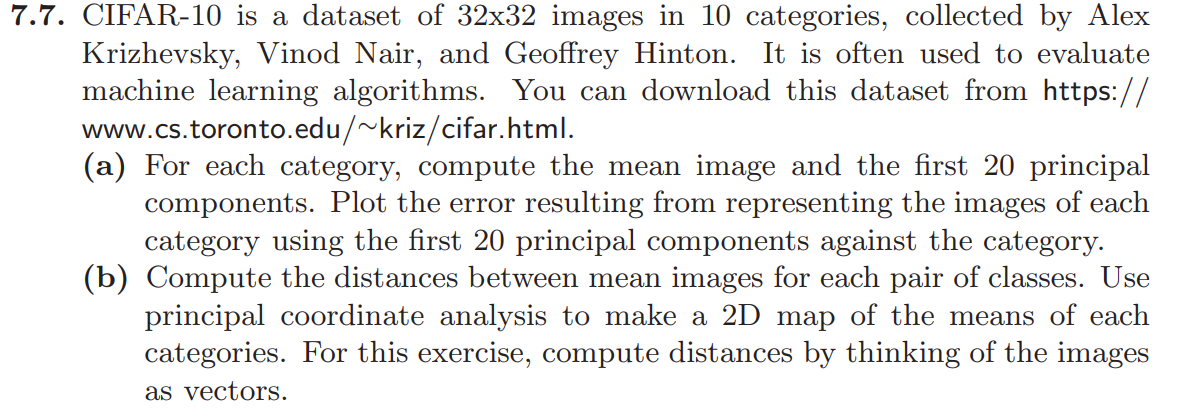 7.7. CIFAR-10 is a dataset of 32x32 images in 10 categories, collected by Alex
Krizhevsky, Vinod Nair, and Geoffrey Hinton. It is often used to evaluate
machine learning algorithms. You can download this dataset from https://
www.cs.toronto.edu/~kriz/cifar.html.
(a) For each category, compute the mean image and the first 20 principal
components. Plot the error resulting from representing the images of each
category using the first 20 principal components against the category.
(b) Compute the distances between mean images for each pair of classes. Use
principal coordinate analysis to make a 2D map of the means of each
categories. For this exercise, compute distances by thinking of the images
as vectors.